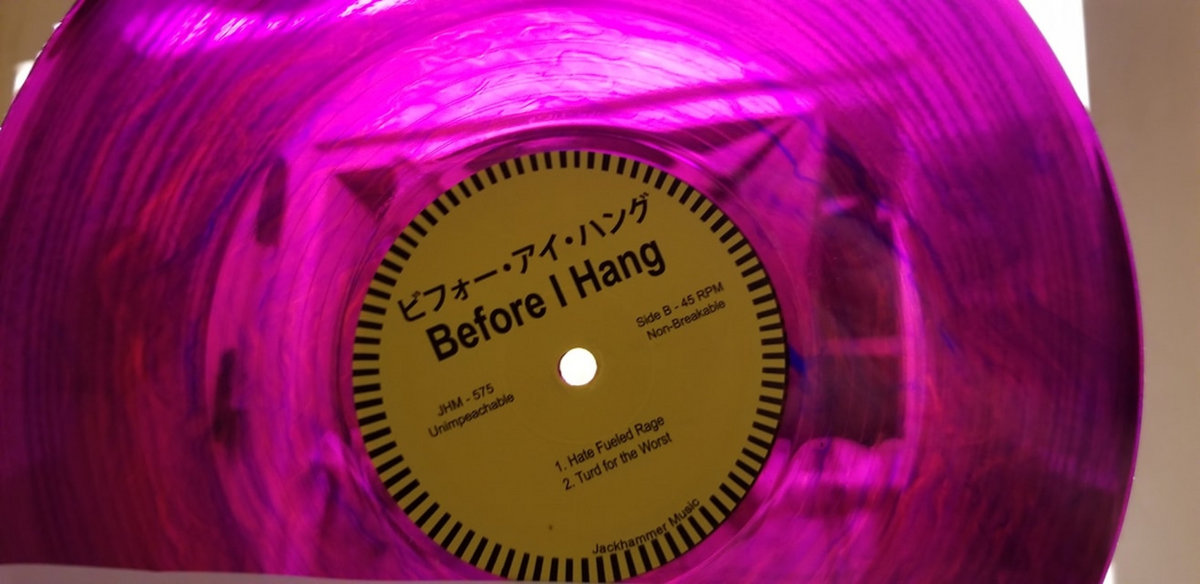 ビフォー・アイ・ハング
Before I Hang
Side B - 45 RPM
Non-Breakable
JHM - 575
Unimpeachable
1. Hate Fueled Rage
2. Turd for the Worst
Jackhammer Music